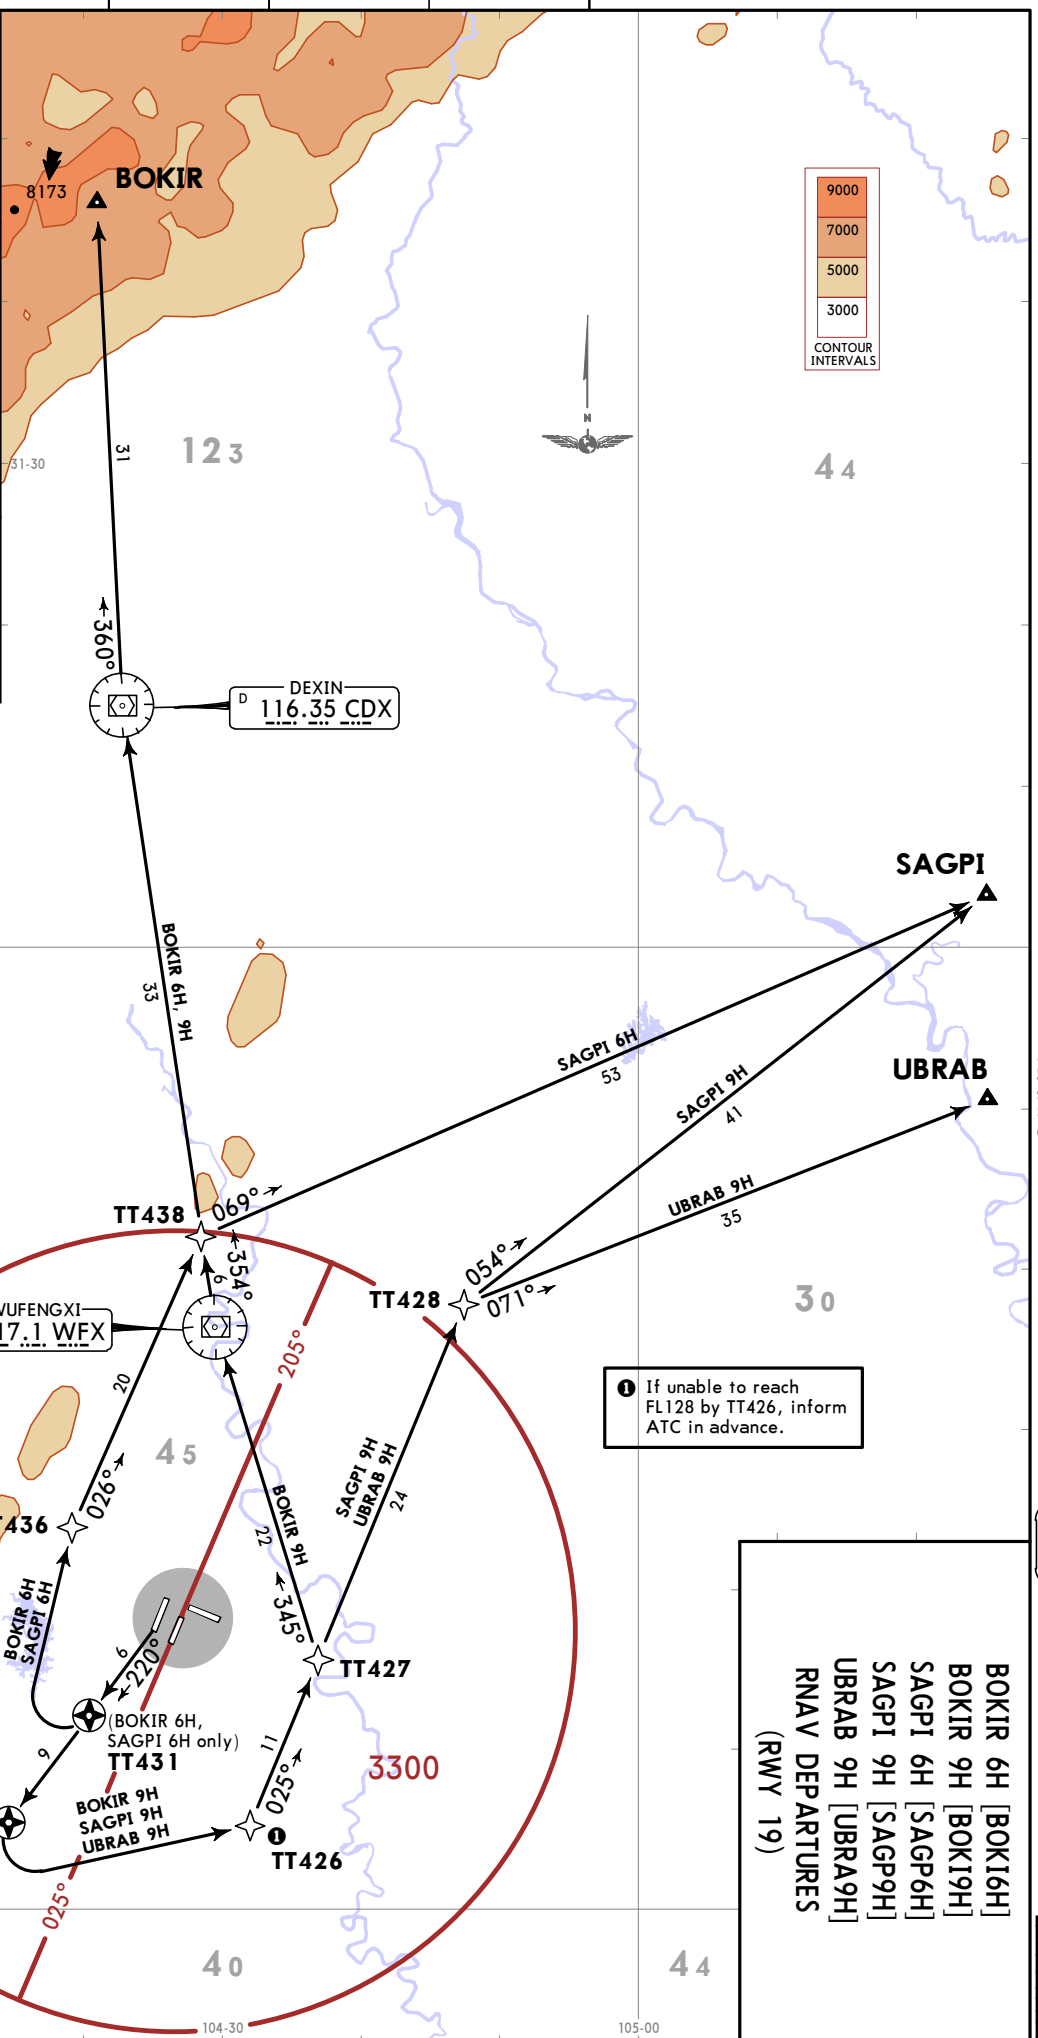 BOKIR
8173
9000
7000
5000
3000
CONTOUR
INTERVALS
31
123
31-30
44
N
360°
DEXIN
D 116.35 CDX
SAGPI
BOKIR 6H, 9H
33
SAGPI 6H
53
SAGPI 9H
41
UBRAB
UBRAB 9H
35
TT438
069°
6
354°
054°
071°
TT428
30
WUFENGXI
17.1 WFX
205°
20
❶ If unable to reach
FL128 by TT426, inform
ATC in advance.
45
026°
SAGPI 9H
UBRAB 9H
24
BOKIR 9H
22
345°
T436
BOKIR 6H
SAGPI 6H
6
220°
TT427
(BOKIR 6H,
SAGPI 6H only)
TT431
9
11
025°
3300
BOKIR 9H
SAGPI 9H
UBRAB 9H
❶
TT426
025°
BOKIR 6H [BOKI6H]
BOKIR 9H [BOKI9H]
SAGPI 6H [SAGP6H]
SAGPI 9H [SAGP9H]
UBRAB 9H [UBRA9H]
RNAV DEPARTURES
(RWY 19)
40
44
104-30
105-00